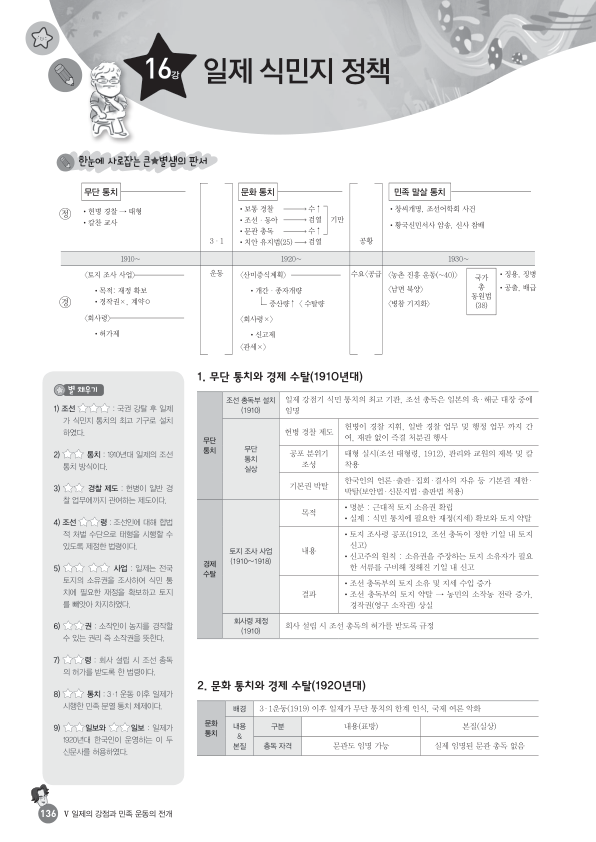 16강 일제 식민지 정책
한눈에 사로잡는 큰★별쌤의 판서
무단 통치
문화 통치
민족 말살 통치
정
• 헌병 경찰 → 태형
• 칼찬 교사
3·1
• 보통 경찰 → 수↑
• 조선·동아 → 검열
• 문관 총독 → 수↑
• 치안 유지법(25) → 검열
기만
공황
• 창씨개명, 조선어학회 사건
• 황국신민서사 암송, 신사 참배
1910~
1920~
1930~
경
〈토지 조사 사업〉
• 목적: 재정 확보
• 경작권×, 계약○
〈회사령〉
• 허가제
운동
〈산미증식계획〉
• 개간·종자개량
└ 증산량↑ < 수탈량
〈회사령×〉
• 신고제
〈관세×〉
수요<공급
〈농촌 진흥 운동(~40)〉
〈남면 북양〉
〈병참 기지화〉
국가
총
동원법
(38)
• 징용, 징병
• 공출, 배급
별 채우기
1) 조선 ☆☆☆ : 국권 강탈 후 일제
가 식민지 통치의 최고 기구로 설치
하였다.
2) ☆☆ 통치 : 1910년대 일제의 조선
통치 방식이다.
3) ☆☆ 경찰 제도 : 헌병이 일반 경
찰 업무에까지 관여하는 제도이다.
4) 조선 ☆☆령 : 조선인에 대해 합법
적 처벌 수단으로 태형을 시행할 수
있도록 제정한 법령이다.
5) ☆☆ ☆☆ 사업 : 일제는 전국
토지의 소유권을 조사하여 식민 통
치에 필요한 재정을 확보하고 토지
를 빼앗아 차지하였다.
6) ☆☆권 : 소작인이 농지를 경작할
수 있는 권리 즉 소작권을 뜻한다.
7) ☆☆령 : 회사 설립 시 조선 총독
의 허가를 받도록 한 법령이다.
8) ☆☆ 통치 : 3·1 운동 이후 일제가
시행한 민족 분열 통치 체제이다.
9) ☆☆일보와 ☆☆일보 : 일제가
1920년대 한국인이 운영하는 이 두
신문사를 허용하였다.
1. 무단 통치와 경제 수탈(1910년대)
무단
통치
조선 총독부 설치
(1910)
일제 강점기 식민 통치의 최고 기관, 조선 총독은 일본의 육·해군 대장 중에
임명
무단
통치
실상
헌병 경찰 제도
헌병이 경찰 지휘, 일반 경찰 업무 및 행정 업무 까지 간
여, 재판 없이 즉결 처분권 행사
공포 분위기
조성
태형 실시(조선 태형령, 1912), 관리와 교원의 제복 및 칼
착용
기본권 박탈
한국인의 언론·출판·집회·결사의 자유 등 기본권 제한·
박탈(보안법·신문지법·출판법 적용)
경제
수탈
토지 조사 사업
(1910~1918)
목적
• 명분 : 근대적 토지 소유권 확립
• 실제 : 식민 통치에 필요한 재정(지세) 확보와 토지 약탈
내용
• 토지 조사령 공포(1912, 조선 총독이 정한 기일 내 토지
신고)
• 신고주의 원칙 : 소유권을 주장하는 토지 소유자가 필요
한 서류를 구비해 정해진 기일 내 신고
결과
• 조선 총독부의 토지 소유 및 지세 수입 증가
• 조선 총독부의 토지 약탈 → 농민의 소작농 전락 증가,
경작권(영구 소작권) 상실
회사령 제정
(1910)
회사 설립 시 조선 총독의 허가를 받도록 규정
2. 문화 통치와 경제 수탈(1920년대)
문화
통치
배경
3·1운동(1919) 이후 일제가 무단 통치의 한계 인식, 국제 여론 악화
내용
&
본질
구분
내용(표방)
본질(실상)
총독 자격
문관도 임명 가능
실제 임명된 문관 총독 없음
136 Ⅴ 일제의 강점과 민족 운동의 전개